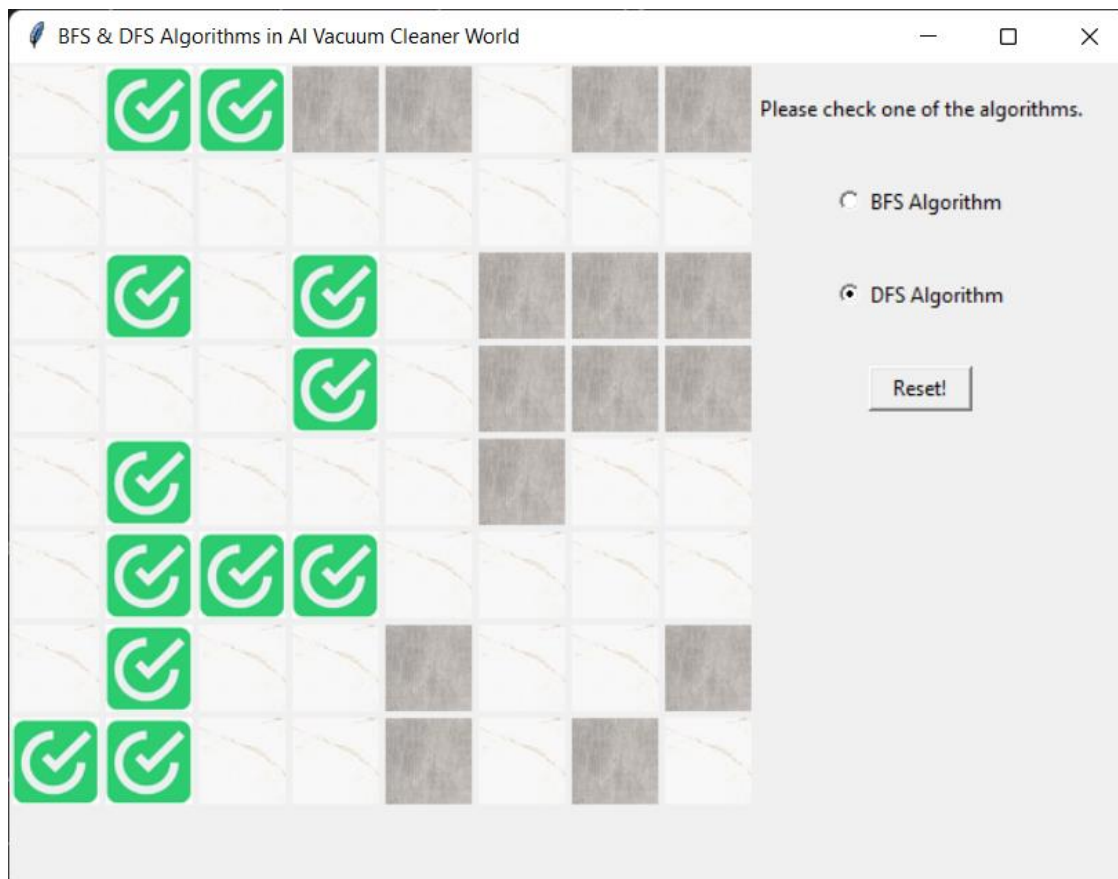 BFS & DFS Algorithms in AI Vacuum Cleaner World
Please check one of the algorithms.
BFS Algorithm
DFS Algorithm
Reset!